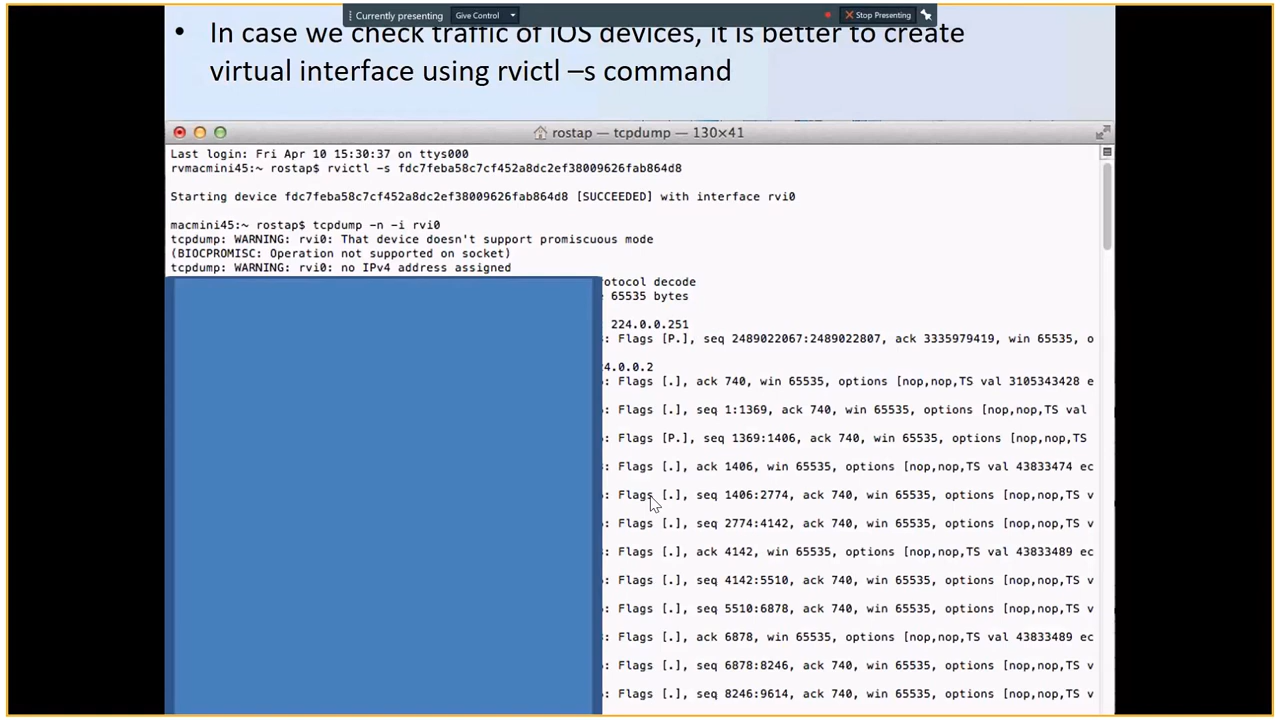 Currently presenting
Give Control
Stop Presenting
• In case we check traffic of iOS devices, it is better to create
virtual interface using rvictl –s command
rostap — tcpdump — 130×41
Last login: Fri Apr 10 15:30:37 on ttys000
rvmacmini45:~ rostap$ rvictl -s fdc7feba58c7cf452a8dc2ef38009626fab864d8
Starting device fdc7feba58c7cf452a8dc2ef38009626fab864d8 [SUCCEEDED] with interface rvi0
macmini45:~ rostap$ tcpdump -n -i rvi0
tcpdump: WARNING: rvi0: That device doesn't support promiscuous mode
(BIOCPROMISC: Operation not supported on socket)
tcpdump: WARNING: rvi0: no IPv4 address assigned
otocol decode
e 65535 bytes
224.0.0.251
: Flags [P.], seq 2489022067:2489022807, ack 3335979419, win 65535, o
4.0.0.2
: Flags [.], ack 740, win 65535, options [nop,nop,TS val 3105343428 e
: Flags [.], seq 1:1369, ack 740, win 65535, options [nop,nop,TS val
: Flags [P.], seq 1369:1406, ack 740, win 65535, options [nop,nop,TS
: Flags [.], ack 1406, win 65535, options [nop,nop,TS val 43833474 ec
: Flags [.], seq 1406:2774, ack 740, win 65535, options [nop,nop,TS v
: Flags [.], seq 2774:4142, ack 740, win 65535, options [nop,nop,TS v
: Flags [.], ack 4142, win 65535, options [nop,nop,TS val 43833489 ec
: Flags [.], seq 4142:5510, ack 740, win 65535, options [nop,nop,TS v
: Flags [.], seq 5510:6878, ack 740, win 65535, options [nop,nop,TS v
: Flags [.], ack 6878, win 65535, options [nop,nop,TS val 43833489 ec
: Flags [.], seq 6878:8246, ack 740, win 65535, options [nop,nop,TS v
: Flags [.], seq 8246:9614, ack 740, win 65535, options [nop,nop,TS v